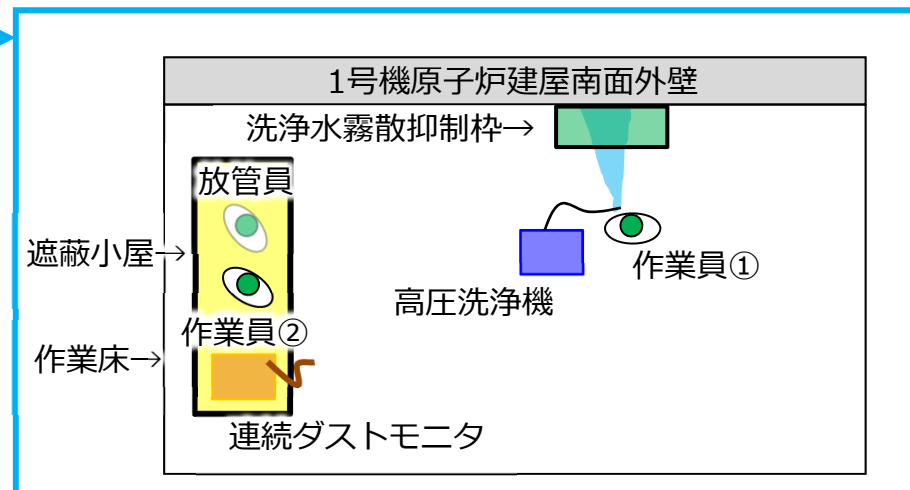 1号機原子炉建屋南面外壁
洗浄水霧散抑制枠→
放管員
遮蔽小屋→
作業員①
高圧洗浄機
作業員②
作業床→
連続ダストモニタ